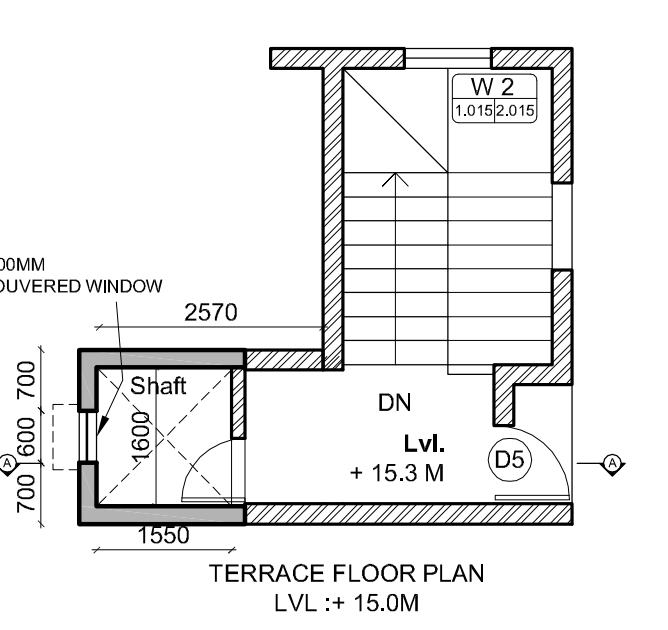 W 2
1.015 2.015
00MM
OUVERED WINDOW
2570
700
Shaft
600
1600
DN
Lvl.
+ 15.3 M
D5
A
A
700
1550
TERRACE FLOOR PLAN
LVL :+ 15.0M